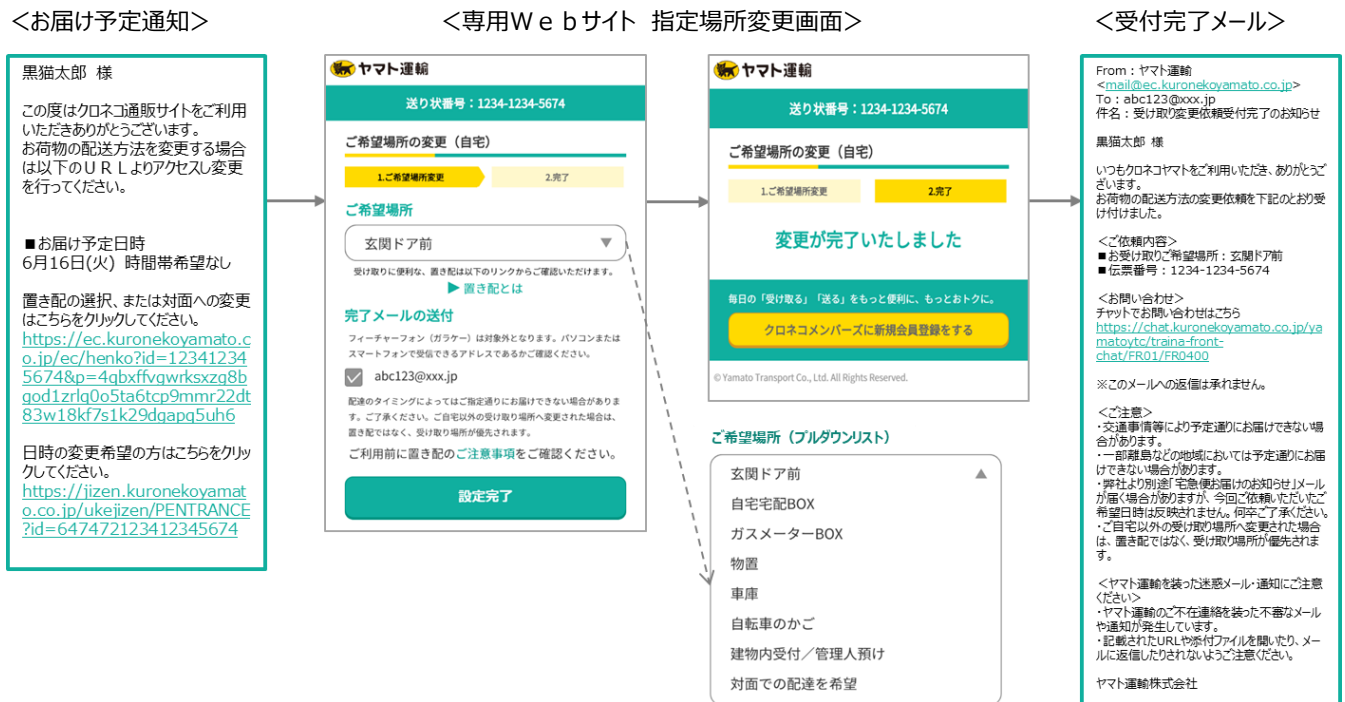 ＜お届け予定通知＞
＜専用Ｗｅｂサイト 指定場所変更画面＞
＜受付完了メール＞
黒猫太郎 様
この度はクロネコ通販サイトをご利用
いただきありがとうございます。
お荷物の配送方法を変更する場合
は以下のＵＲＬよりアクセスし変更
を行ってください。
■お届け予定日時
6月16日(火) 時間帯希望なし
置き配の選択、または対面への変更
はこちらをクリックしてください。
https://ec.kuronekoyamato.c
o.jp/ec/henko?id=12341234
5674&p=4qbxffvgwrksxzg8b
god1zrlg0o5ta6tcp9mmr22dt
83w18kf7s1k29dgapq5uh6
日時の変更希望の方はこちらをクリッ
クしてください。
https://jizen.kuronekoyamat
o.co.jp/ukejizen/PENTRANCE
?id=647472123412345674
ヤマト運輸
送り状番号：1234-1234-5674
ご希望場所の変更（自宅）
1.ご希望場所変更
2.完了
ご希望場所
玄関ドア前 ▼
受け取りに便利な、置き配は以下のリンクからご確認いただけます。
▶ 置き配とは
完了メールの送付
フィーチャーフォン（ガラケー）は対象外となります。パソコンまたは
スマートフォンで受信できるアドレスであるかご確認ください。
abc123@xxx.jp
配達のタイミングによってはご指定通りにお届けできない場合がありま
す。ご了承ください。ご自宅以外の受け取り場所へ変更された場合は、
置き配ではなく、受け取り場所が優先されます。
ご利用前に置き配のご注意事項をご確認ください。
設定完了
ヤマト運輸
送り状番号：1234-1234-5674
ご希望場所の変更（自宅）
1.ご希望場所変更
2.完了
変更が完了いたしました
毎日の「受け取る」「送る」をもっと便利に、もっとおトクに。
クロネコメンバーズに新規会員登録をする
© Yamato Transport Co., Ltd. All Rights Reserved.
ご希望場所（プルダウンリスト）
玄関ドア前 ▲
自宅宅配BOX
ガスメーターBOX
物置
車庫
自転車のかご
建物内受付／管理人預け
対面での配達を希望
From：ヤマト運輸
<mail@ec.kuronekoyamato.co.jp>
To：abc123@xxx.jp
件名：受け取り変更依頼受付完了のお知らせ
黒猫太郎 様
いつもクロネコヤマトをご利用いただき、ありがとうご
ざいます。
お荷物の配送方法の変更依頼を下記のとおり受
け付けました。
＜ご依頼内容＞
■お受け取りご希望場所：玄関ドア前
■伝票番号：1234-1234-5674
＜お問い合わせ＞
チャットでお問い合わせはこちら
https://chat.kuronekoyamato.co.jp/ya
matoytc/traina-front-
chat/FR01/FR0400
※このメールへの返信は承れません。
＜ご注意＞
・交通事情等により予定通りにお届けできない場
合があります。
・一部離島などの地域においては予定通りにお届
けできない場合があります。
・弊社より別途「宅急便お届けのお知らせ」メール
が届く場合がありますが、今回ご依頼いただいたご
希望日時は反映されません。何卒ご了承ください。
・ご自宅以外の受け取り場所へ変更された場合
は、置き配ではなく、受け取り場所が優先されま
す。
＜ヤマト運輸を装った迷惑メール・通知にご注意
ください＞
・ヤマト運輸のご不在連絡を装った不審なメール
や通知が発生しています。
・記載されたURLや添付ファイルを開いたり、メー
ルに返信したりされないようご注意ください。
ヤマト運輸株式会社